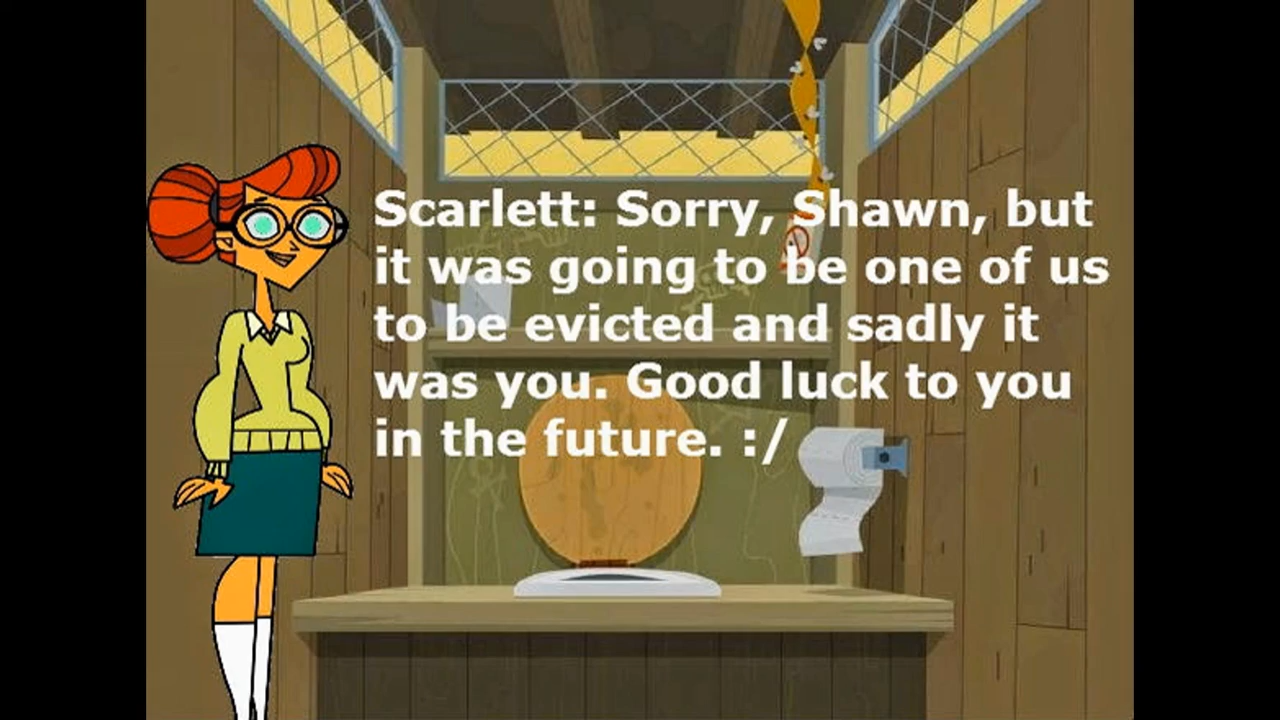 Scarlett: Sorry, Shawn, but
it was going to be one of us
to be evicted and sadly it
was you. Good luck to you
in the future. :/